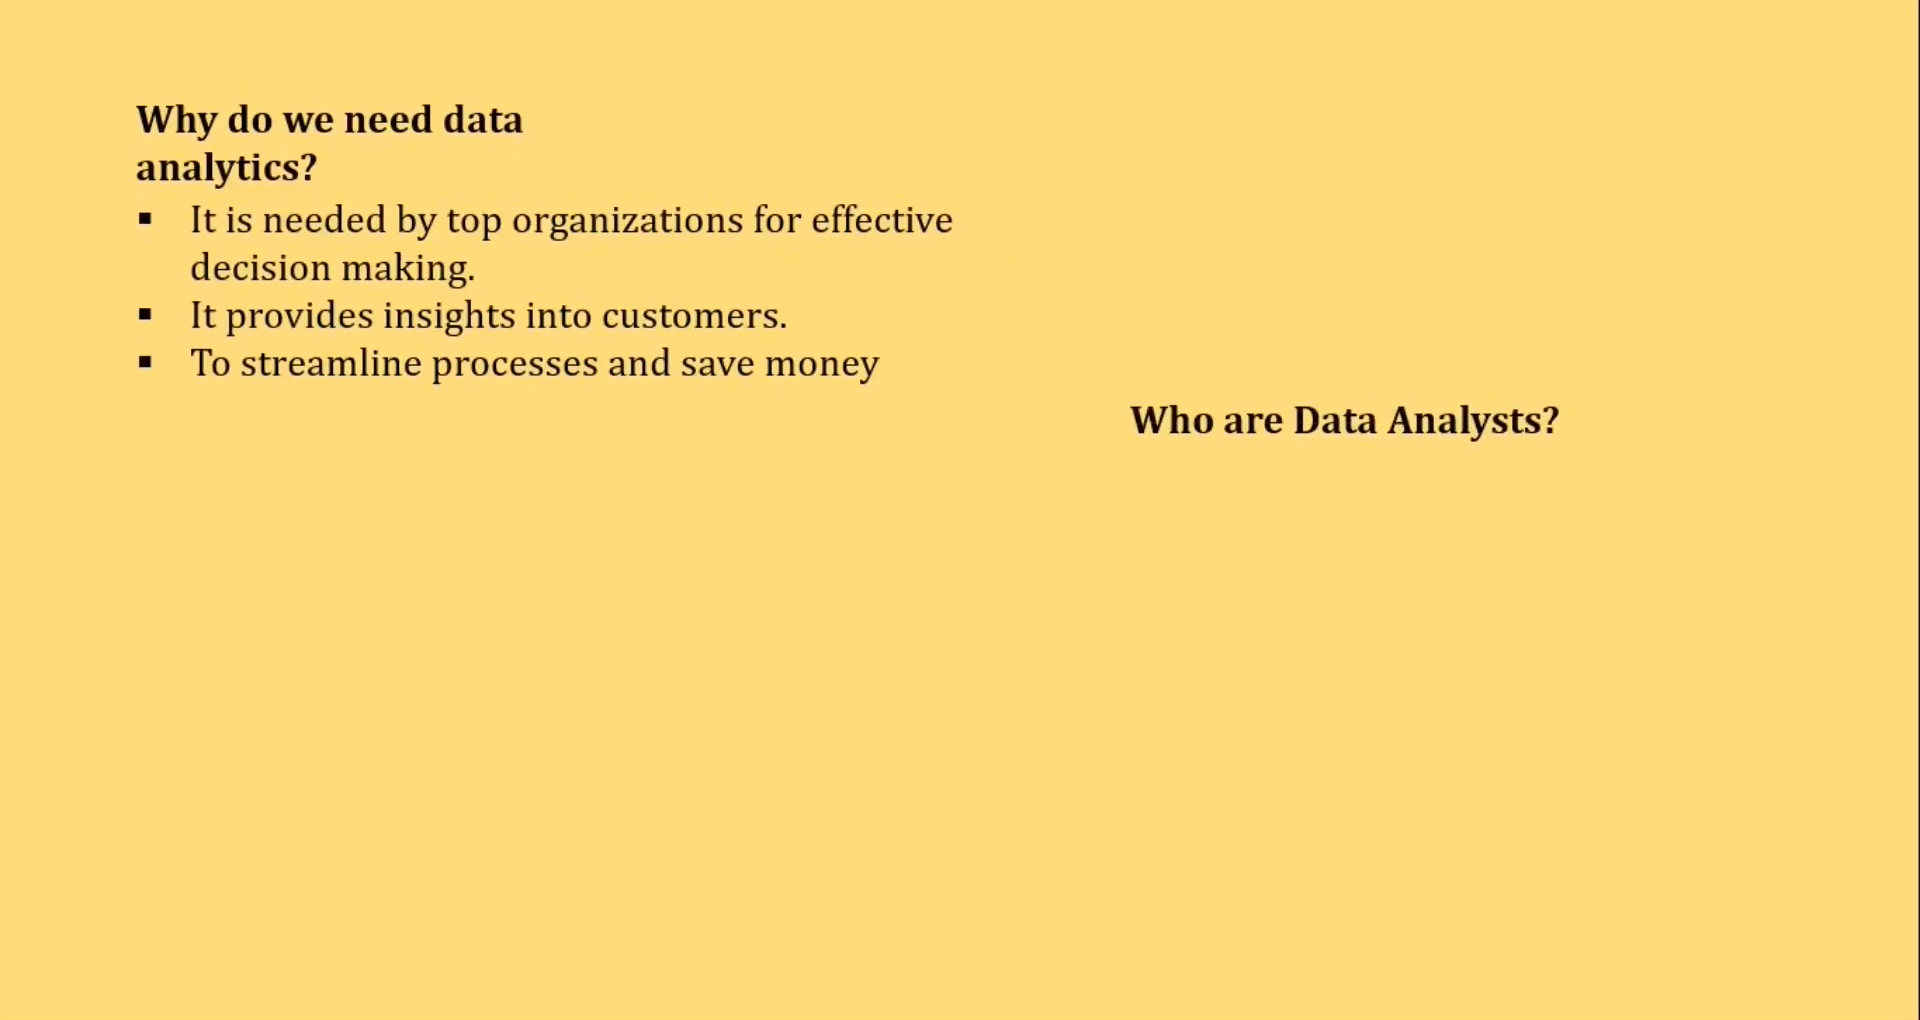 Why do we need data
analytics?
▪ It is needed by top organizations for effective
decision making.
▪ It provides insights into customers.
▪ To streamline processes and save money
Who are Data Analysts?